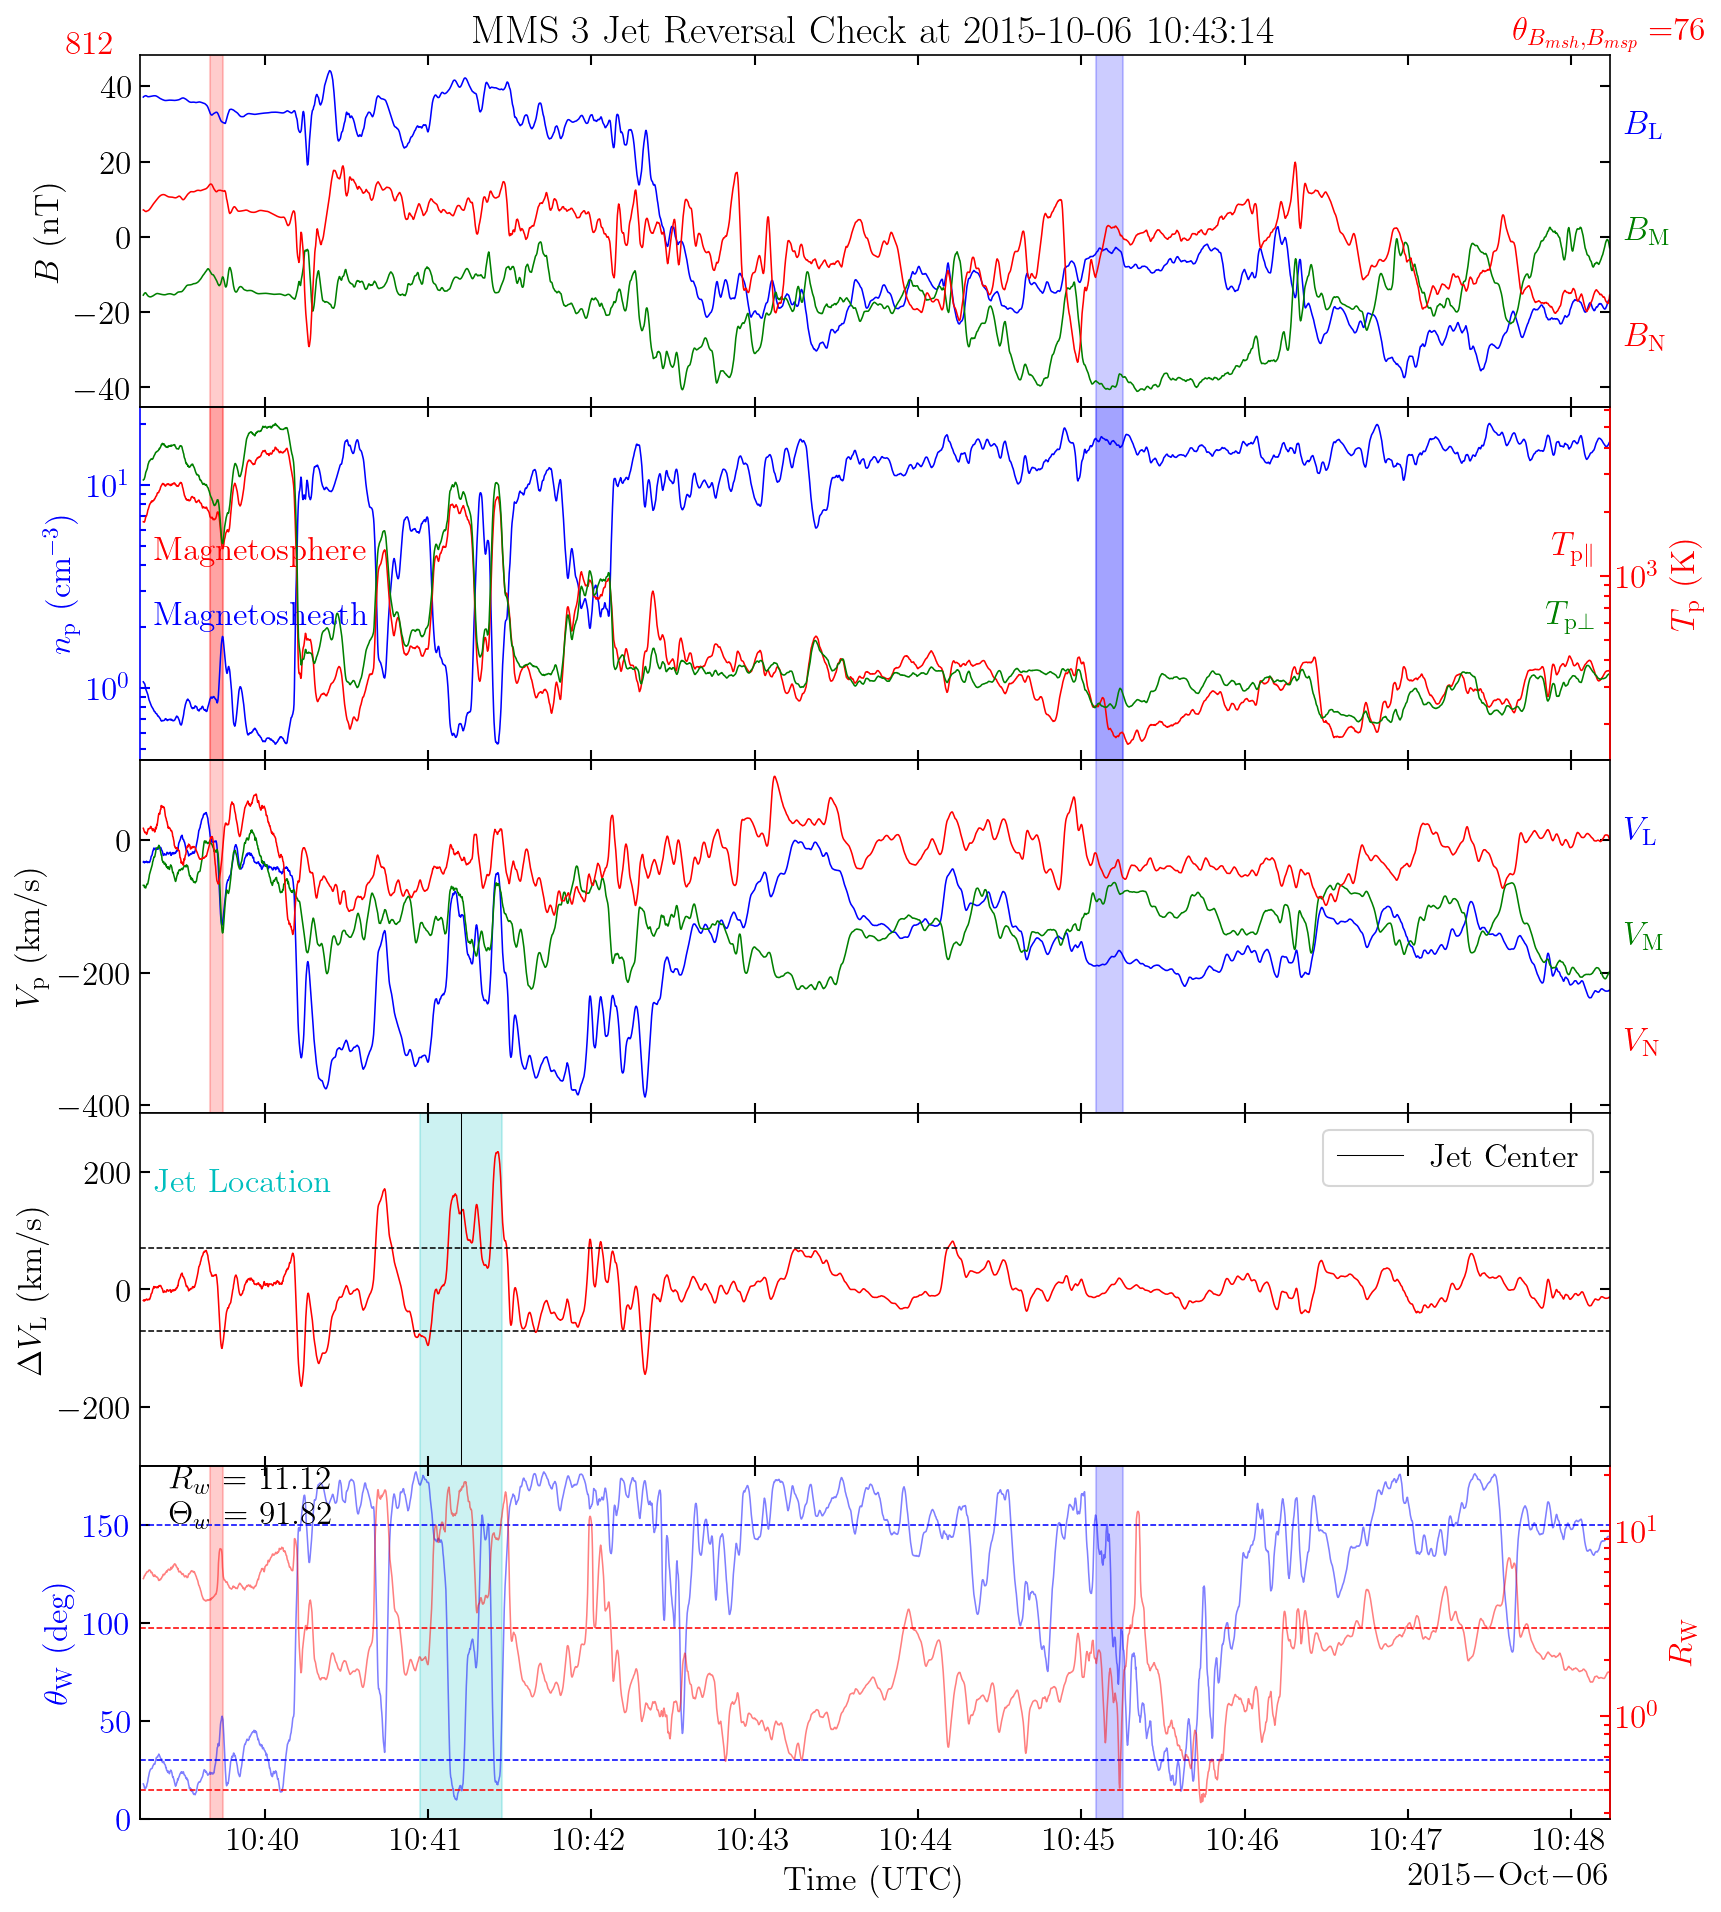 MMS 3 Jet Reversal Check at 2015-10-06 10:43:14
812
θ_{B_{msh},B_{msp}} =76
40
20
0
−20
−40
B (nT)
B_L
B_M
B_N
10^1
10^0
n_p (cm^{−3})
Magnetosphere
Magnetosheath
T_{p∥}
T_{p⊥}
10^3
T_p (K)
0
−200
−400
V_p (km/s)
V_L
V_M
V_N
200
0
−200
ΔV_L (km/s)
Jet Location
Jet Center
R_w = 11.12
Θ_w = 91.82
150
100
50
0
θ_W (deg)
10^1
10^0
R_W
10:40 10:41 10:42 10:43 10:44 10:45 10:46 10:47 10:48
Time (UTC)
2015−Oct−06